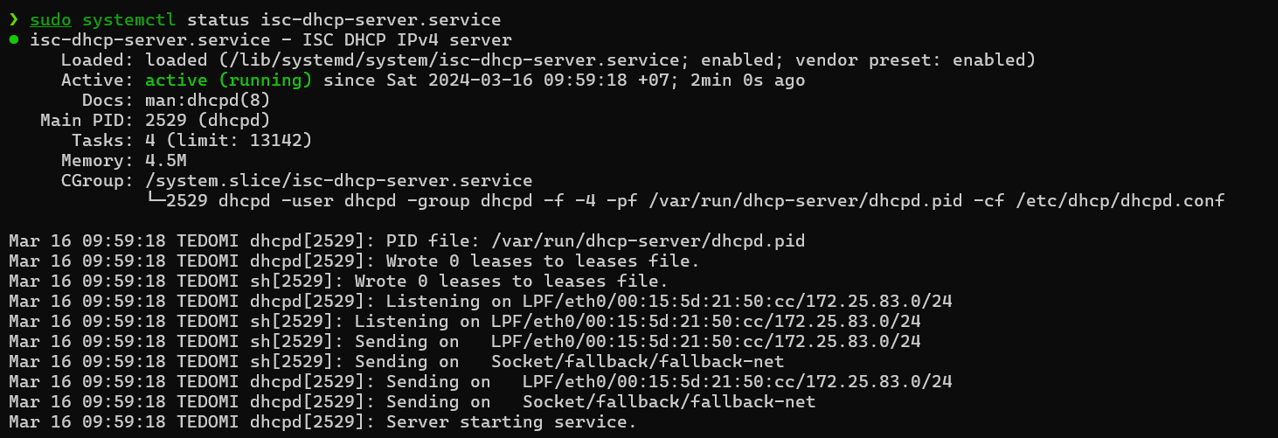 ❯ sudo systemctl status isc-dhcp-server.service
● isc-dhcp-server.service - ISC DHCP IPv4 server
     Loaded: loaded (/lib/systemd/system/isc-dhcp-server.service; enabled; vendor preset: enabled)
     Active: active (running) since Sat 2024-03-16 09:59:18 +07; 2min 0s ago
       Docs: man:dhcpd(8)
   Main PID: 2529 (dhcpd)
      Tasks: 4 (limit: 13142)
     Memory: 4.5M
     CGroup: /system.slice/isc-dhcp-server.service
             └─2529 dhcpd -user dhcpd -group dhcpd -f -4 -pf /var/run/dhcp-server/dhcpd.pid -cf /etc/dhcp/dhcpd.conf

Mar 16 09:59:18 TEDOMI dhcpd[2529]: PID file: /var/run/dhcp-server/dhcpd.pid
Mar 16 09:59:18 TEDOMI dhcpd[2529]: Wrote 0 leases to leases file.
Mar 16 09:59:18 TEDOMI sh[2529]: Wrote 0 leases to leases file.
Mar 16 09:59:18 TEDOMI dhcpd[2529]: Listening on LPF/eth0/00:15:5d:21:50:cc/172.25.83.0/24
Mar 16 09:59:18 TEDOMI sh[2529]: Listening on LPF/eth0/00:15:5d:21:50:cc/172.25.83.0/24
Mar 16 09:59:18 TEDOMI sh[2529]: Sending on   LPF/eth0/00:15:5d:21:50:cc/172.25.83.0/24
Mar 16 09:59:18 TEDOMI sh[2529]: Sending on   Socket/fallback/fallback-net
Mar 16 09:59:18 TEDOMI dhcpd[2529]: Sending on   LPF/eth0/00:15:5d:21:50:cc/172.25.83.0/24
Mar 16 09:59:18 TEDOMI dhcpd[2529]: Sending on   Socket/fallback/fallback-net
Mar 16 09:59:18 TEDOMI dhcpd[2529]: Server starting service.